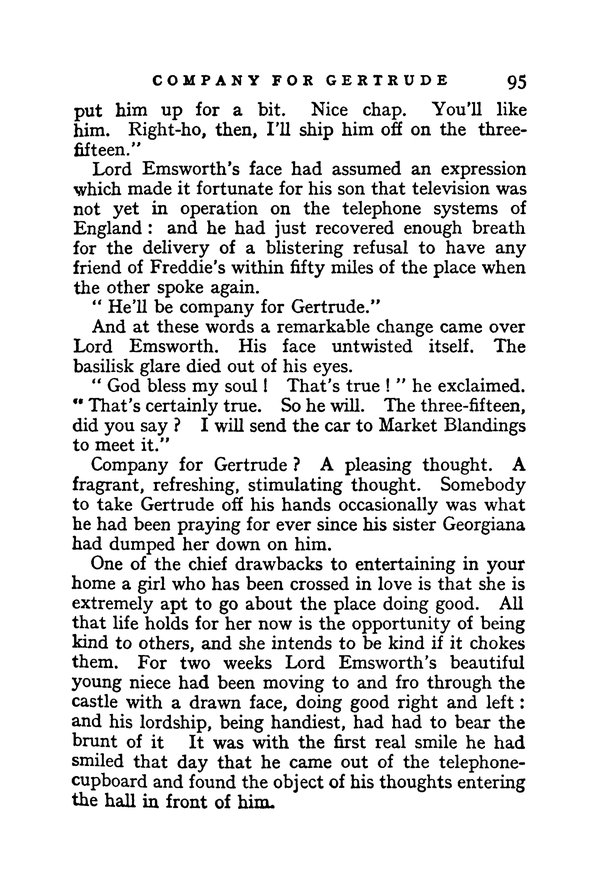 COMPANY FOR GERTRUDE 95
put him up for a bit. Nice chap. You'll like
him. Right-ho, then, I'll ship him off on the three-
fifteen."
Lord Emsworth's face had assumed an expression
which made it fortunate for his son that television was
not yet in operation on the telephone systems of
England : and he had just recovered enough breath
for the delivery of a blistering refusal to have any
friend of Freddie's within fifty miles of the place when
the other spoke again.
" He'll be company for Gertrude."
And at these words a remarkable change came over
Lord Emsworth. His face untwisted itself. The
basilisk glare died out of his eyes.
" God bless my soul ! That's true ! " he exclaimed.
" That's certainly true. So he will. The three-fifteen,
did you say ? I will send the car to Market Blandings
to meet it."
Company for Gertrude ? A pleasing thought. A
fragrant, refreshing, stimulating thought. Somebody
to take Gertrude off his hands occasionally was what
he had been praying for ever since his sister Georgiana
had dumped her down on him.
One of the chief drawbacks to entertaining in your
home a girl who has been crossed in love is that she is
extremely apt to go about the place doing good. All
that life holds for her now is the opportunity of being
kind to others, and she intends to be kind if it chokes
them. For two weeks Lord Emsworth's beautiful
young niece had been moving to and fro through the
castle with a drawn face, doing good right and left :
and his lordship, being handiest, had had to bear the
brunt of it It was with the first real smile he had
smiled that day that he came out of the telephone-
cupboard and found the object of his thoughts entering
the hall in front of him.